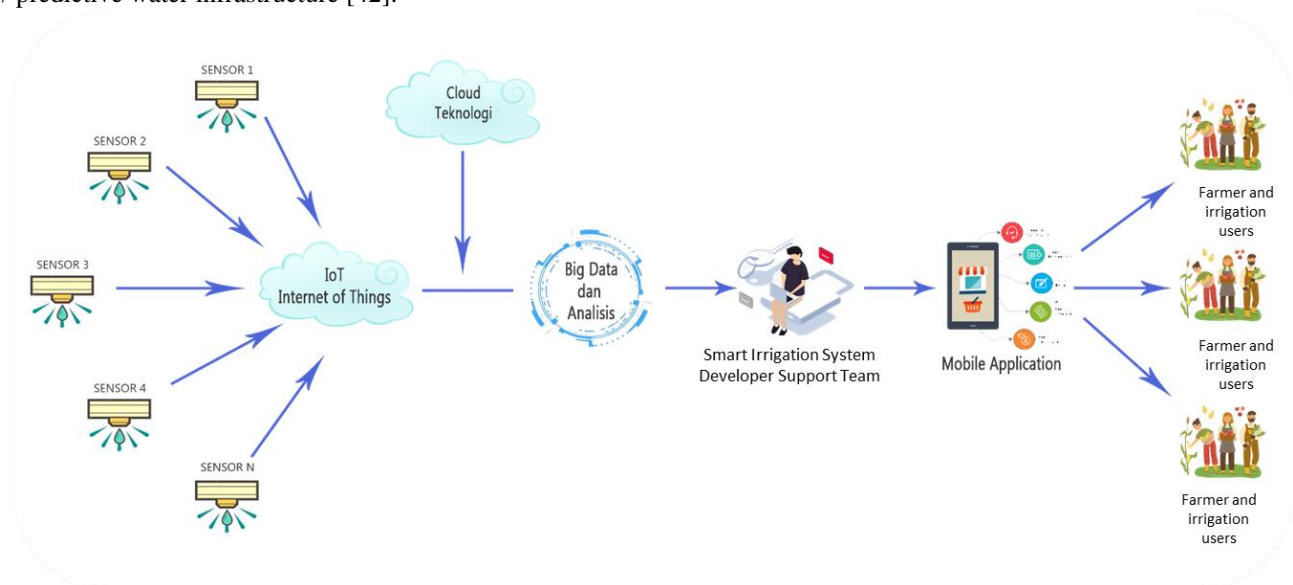 predictive water infrastructure [42].
SENSOR 1
SENSOR 2
SENSOR 3
SENSOR 4
SENSOR N
IoT
Internet of Things
Cloud
Teknologi
Big Data
dan
Analisis
Smart Irrigation System
Developer Support Team
Mobile Application
Farmer and
irrigation
users
Farmer and
irrigation
users
Farmer and
irrigation
users